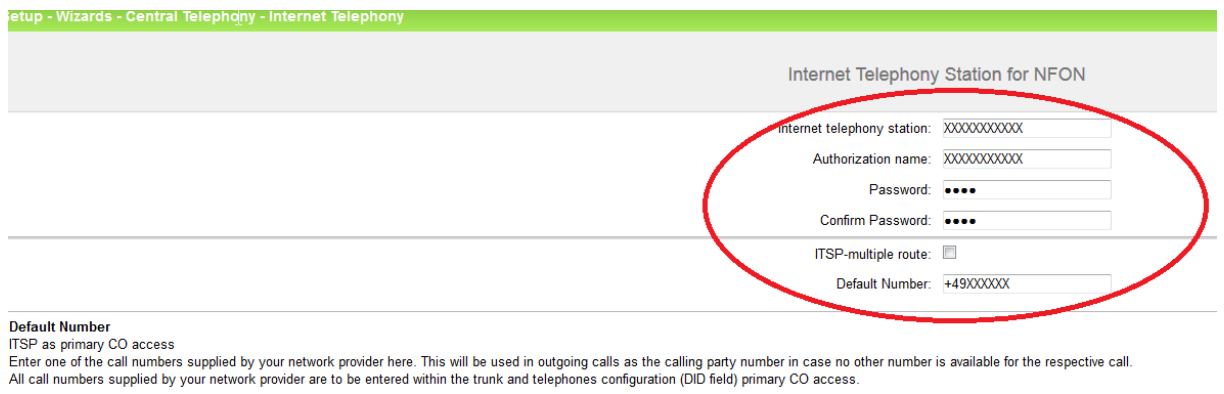 Setup - Wizards - Central Telephony - Internet Telephony
Internet Telephony Station for NFON
Internet telephony station: XXXXXXXXXXX
Authorization name: XXXXXXXXXXX
Password: ●●●●
Confirm Password: ●●●●
ITSP-multiple route:
Default Number: +49XXXXXX
Default Number
ITSP as primary CO access
Enter one of the call numbers supplied by your network provider here. This will be used in outgoing calls as the calling party number in case no other number is available for the respective call.
All call numbers supplied by your network provider are to be entered within the trunk and telephones configuration (DID field) primary CO access.